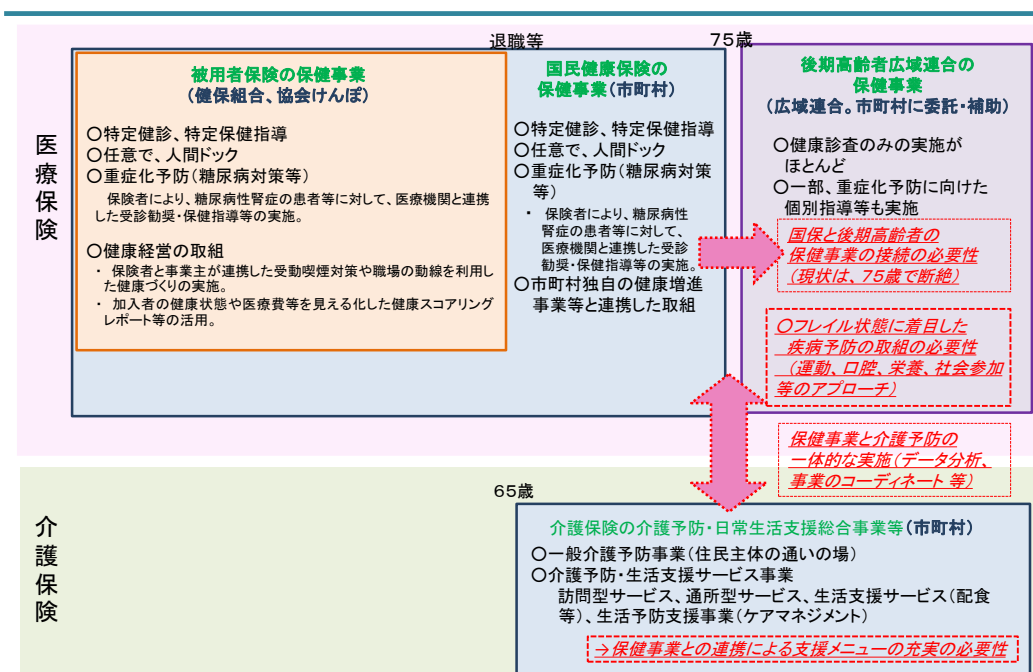 医療保険
退職等
75歳
被用者保険の保健事業
(健保組合、協会けんぽ)
〇特定健診、特定保健指導
〇任意で、人間ドック
〇重症化予防(糖尿病対策等)
保険者により、糖尿病性腎症の患者等に対して、医療機関と連携
した受診勧奨・保健指導等の実施。
〇健康経営の取組
・ 保険者と事業主が連携した受動喫煙対策や職場の動線を利用し
た健康づくりの実施。
・ 加入者の健康状態や医療費等を見える化した健康スコアリング
レポート等の活用。
国民健康保険の
保健事業(市町村)
〇特定健診、特定保健指導
〇任意で、人間ドック
〇重症化予防(糖尿病対策
等)
・ 保険者により、糖尿病性
腎症の患者等に対して、
医療機関と連携した受診
勧奨・保健指導等の実施。
〇市町村独自の健康増進
事業等と連携した取組
後期高齢者広域連合の
保健事業
(広域連合。市町村に委託・補助)
〇健康診査のみの実施が
ほとんど
〇一部、重症化予防に向けた
個別指導等も実施
国保と後期高齢者の
保健事業の接続の必要性
(現状は、75歳で断絶)
〇フレイル状態に着目した
疾病予防の取組の必要性
(運動、口腔、栄養、社会参加
等のアプローチ)
保健事業と介護予防の
一体的な実施(データ分析、
事業のコーディネート 等)
介護保険
65歳
介護保険の介護予防・日常生活支援総合事業等(市町村)
〇一般介護予防事業(住民主体の通いの場)
〇介護予防・生活支援サービス事業
訪問型サービス、通所型サービス、生活支援サービス(配食
等)、生活予防支援事業(ケアマネジメント)
→保健事業との連携による支援メニューの充実の必要性